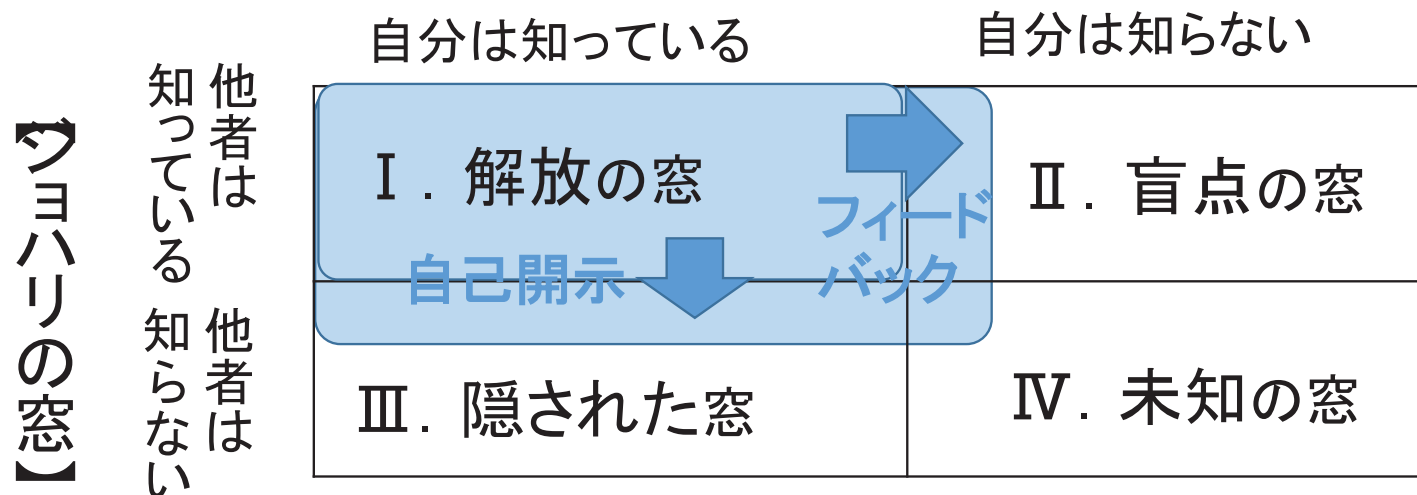 【ジョハリの窓】
自分は知っている
自分は知らない
他者は
知っている
Ⅰ．解放の窓
Ⅱ．盲点の窓
フィード
バック
自己開示
他者は
知らない
Ⅲ．隠された窓
Ⅳ．未知の窓